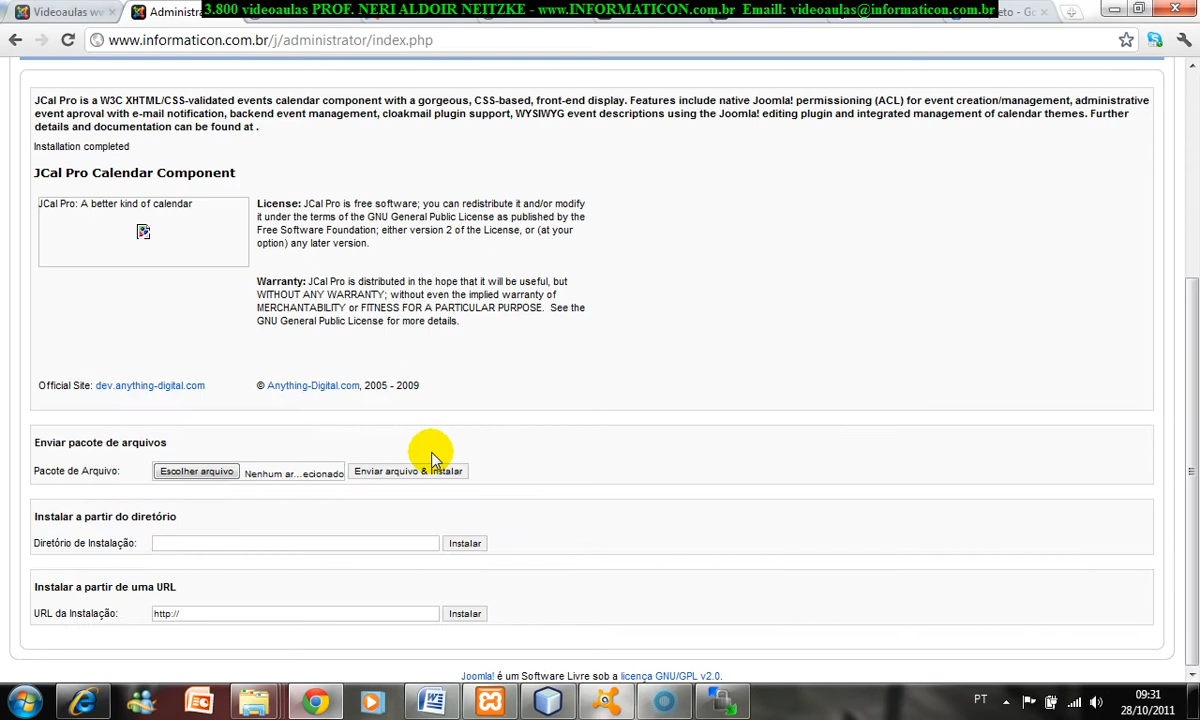 3.800 videoaulas PROF. NERI ALDOIR NEITZKE - www.INFORMATICON.com.br Emaill: videoaulas@informaticon.com.br
Videoaulas ww
Administra
eto - Go
www.informaticon.com.br/j/administrator/index.php
JCal Pro is a W3C XHTML/CSS-validated events calendar component with a gorgeous, CSS-based, front-end display. Features include native Joomla! permissioning (ACL) for event creation/management, administrative
event aproval with e-mail notification, backend event management, cloakmail plugin support, WYSIWYG event descriptions using the Joomla! editing plugin and integrated management of calendar themes. Further
details and documentation can be found at .
Installation completed
JCal Pro Calendar Component
JCal Pro: A better kind of calendar
License: JCal Pro is free software; you can redistribute it and/or modify
it under the terms of the GNU General Public License as published by the
Free Software Foundation; either version 2 of the License, or (at your
option) any later version.
Warranty: JCal Pro is distributed in the hope that it will be useful, but
WITHOUT ANY WARRANTY; without even the implied warranty of
MERCHANTABILITY or FITNESS FOR A PARTICULAR PURPOSE. See the
GNU General Public License for more details.
Official Site: dev.anything-digital.com
© Anything-Digital.com, 2005 - 2009
Enviar pacote de arquivos
Pacote de Arquivo: Escolher arquivo Nenhum ar...ecionado Enviar arquivo & Instalar
Instalar a partir do diretório
Diretório de Instalação: Instalar
Instalar a partir de uma URL
URL da Instalação: http:// Instalar
Joomla! é um Software Livre sob a licença GNU/GPL v2.0.
PT
09:31
28/10/2011